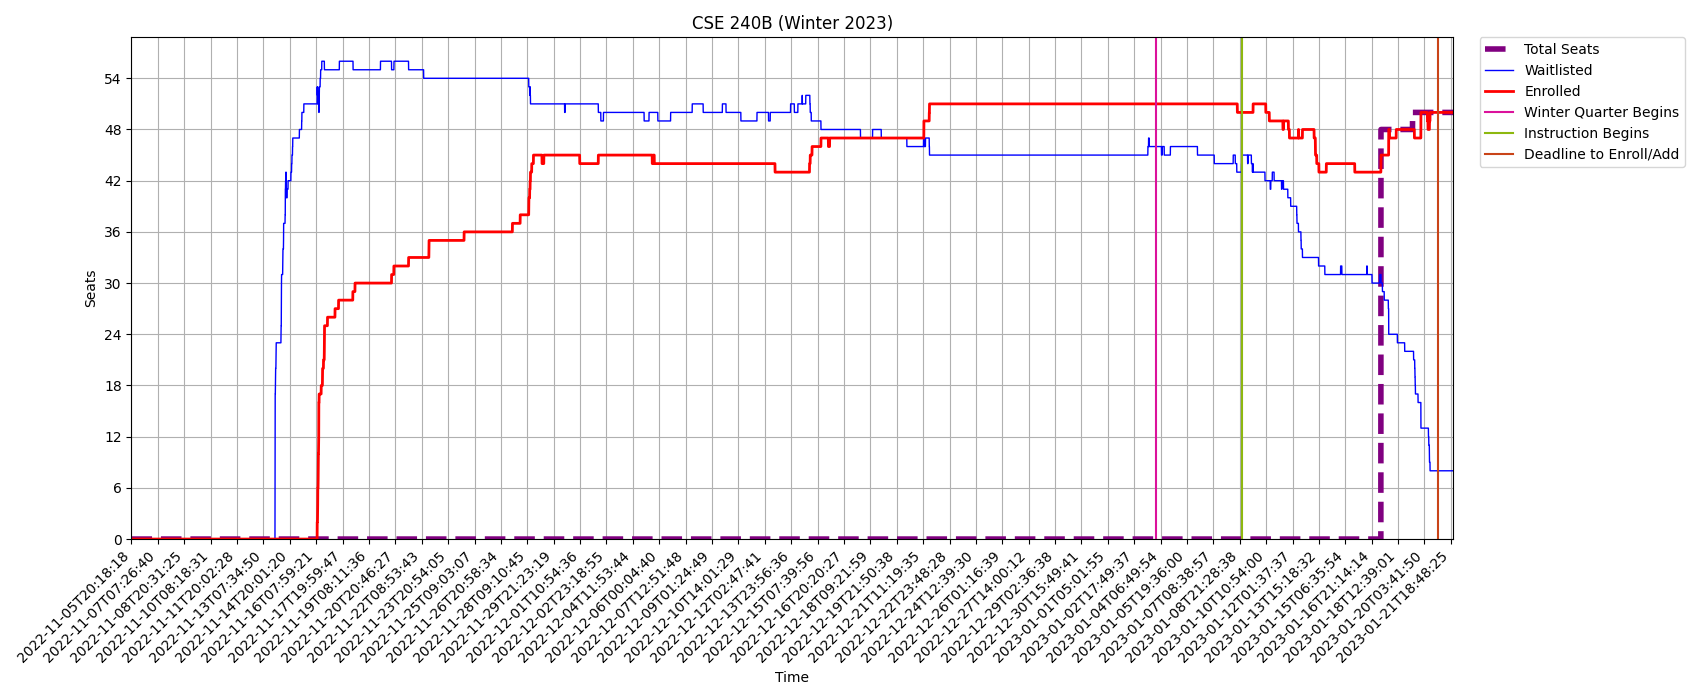 CSE 240B (Winter 2023)
Total Seats
Waitlisted
Enrolled
Winter Quarter Begins
Instruction Begins
Deadline to Enroll/Add
Seats
54
48
42
36
30
24
18
12
6
0
2022-11-05T20:18:18
2022-11-07T07:26:40
2022-11-08T20:31:25
2022-11-10T08:18:31
2022-11-11T20:02:28
2022-11-13T07:34:50
2022-11-14T20:01:20
2022-11-16T07:59:21
2022-11-17T19:59:47
2022-11-19T08:11:36
2022-11-20T20:46:27
2022-11-22T08:53:43
2022-11-23T20:54:05
2022-11-25T09:03:07
2022-11-26T20:58:34
2022-11-28T09:10:45
2022-11-29T21:23:19
2022-12-01T10:54:36
2022-12-02T23:18:55
2022-12-04T11:53:44
2022-12-06T00:04:40
2022-12-07T12:51:48
2022-12-09T01:24:49
2022-12-10T14:01:29
2022-12-12T02:47:41
2022-12-13T23:56:36
2022-12-15T07:39:56
2022-12-16T20:20:27
2022-12-18T09:21:59
2022-12-19T21:50:38
2022-12-21T11:19:35
2022-12-22T23:48:28
2022-12-24T12:39:30
2022-12-26T01:16:39
2022-12-27T14:00:12
2022-12-29T02:36:38
2022-12-30T15:49:41
2023-01-01T05:01:55
2023-01-02T17:49:37
2023-01-04T06:49:54
2023-01-05T19:36:00
2023-01-07T08:38:57
2023-01-08T21:28:38
2023-01-10T10:54:00
2023-01-12T01:37:37
2023-01-13T15:18:32
2023-01-15T06:35:54
2023-01-16T21:14:14
2023-01-18T12:39:01
2023-01-20T03:41:50
2023-01-21T18:48:25
Time